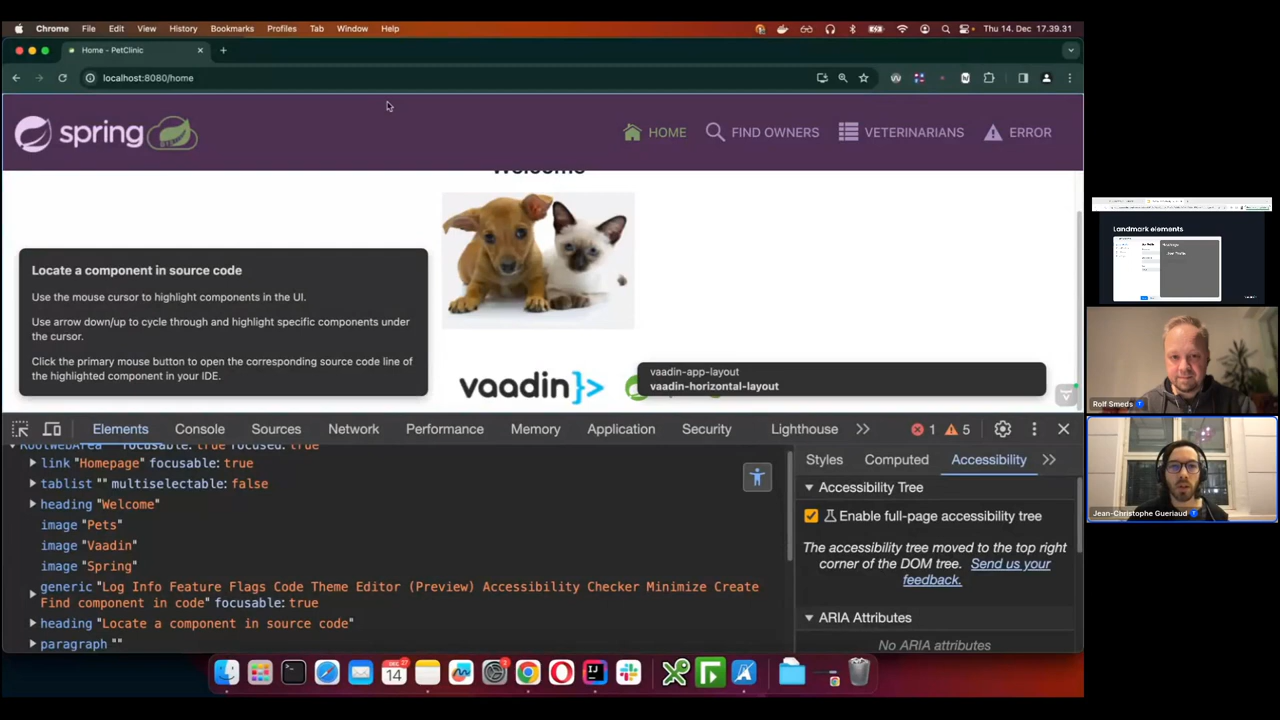 Chrome File Edit View History Bookmarks Profiles Tab Window Help Thu 14. Dec 17.39.31
Home - PetClinic
localhost:8080/home
spring HOME FIND OWNERS VETERINARIANS ERROR
Welcome
Locate a component in source code
Use the mouse cursor to highlight components in the UI.
Use arrow down/up to cycle through and highlight specific components under
the cursor.
Click the primary mouse button to open the corresponding source code line of
the highlighted component in your IDE.
vaadin}>
vaadin-app-layout
vaadin-horizontal-layout
Elements Console Sources Network Performance Memory Application Security Lighthouse 1 5
RootWebArea focusable: true focused: true
link "Homepage" focusable: true
tablist "" multiselectable: false
heading "Welcome"
image "Pets"
image "Vaadin"
image "Spring"
generic "Log Info Feature Flags Code Theme Editor (Preview) Accessibility Checker Minimize Create
Find component in code" focusable: true
heading "Locate a component in source code"
paragraph ""
Styles Computed Accessibility
Accessibility Tree
Enable full-page accessibility tree
The accessibility tree moved to the top right
corner of the DOM tree. Send us your
feedback.
ARIA Attributes
No ARIA attributes
DEC
14
Landmark elements
Rolf Smeds T
Jean-Christophe Gueriaud T